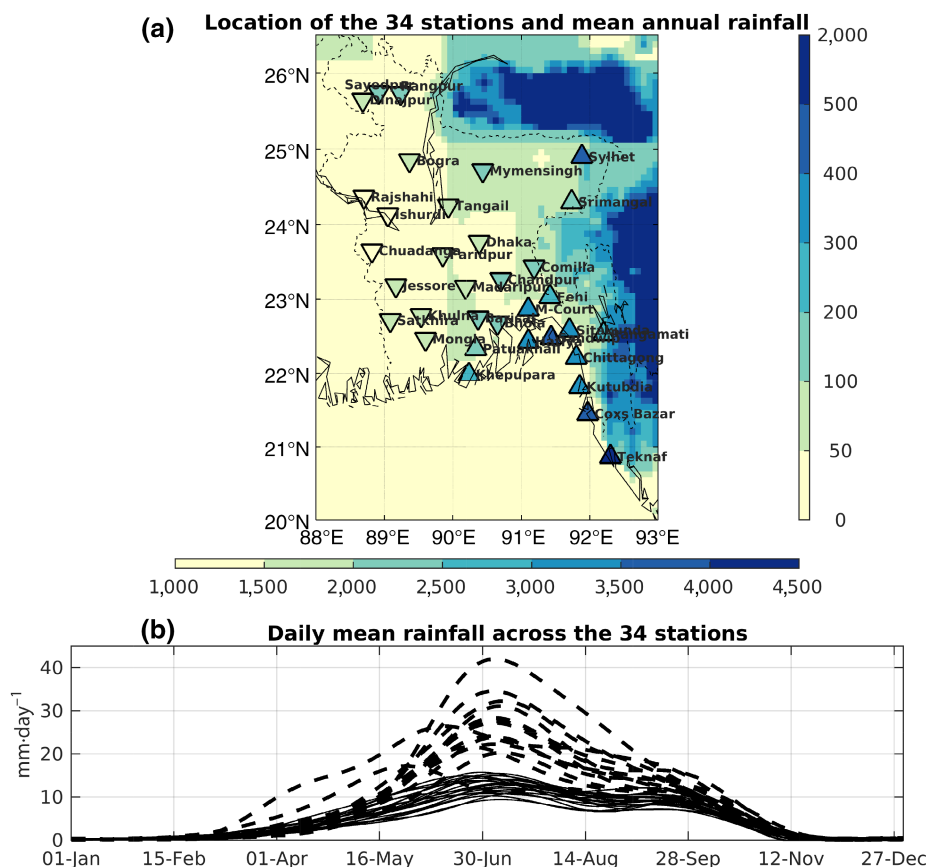 (a) Location of the 34 stations and mean annual rainfall
2,000
500
400
300
200
100
50
0
26°N
25°N
24°N
23°N
22°N
21°N
20°N
Sayedpur
Rangpur
Dinajpur
Sylhet
Bogra
Mymensingh
Rajshahi
Srimangal
Tangail
Ishurdi
Dhaka
Chuadanga
Faridpur
Comilla
Chandpur
Jessore
Madaripur
Feni
M-Court
Khulna
Barisal
Satkhira
Bhola
Mongla
Patuakhali
Chittagong
Khepupara
Kutubdia
Coxs Bazar
Teknaf
88°E 89°E 90°E 91°E 92°E 93°E
1,000 1,500 2,000 2,500 3,000 3,500 4,000 4,500
(b) Daily mean rainfall across the 34 stations
mm·day⁻¹
40
30
20
10
0
01-Jan 15-Feb 01-Apr 16-May 30-Jun 14-Aug 28-Sep 12-Nov 27-Dec